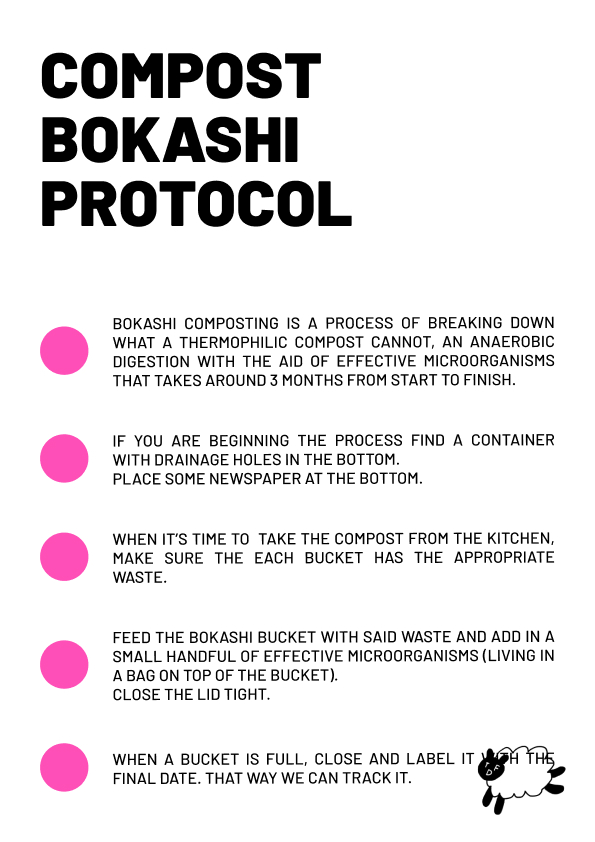 COMPOST
BOKASHI
PROTOCOL
BOKASHI COMPOSTING IS A PROCESS OF BREAKING DOWN
WHAT A THERMOPHILIC COMPOST CANNOT, AN ANAEROBIC
DIGESTION WITH THE AID OF EFFECTIVE MICROORGANISMS
THAT TAKES AROUND 3 MONTHS FROM START TO FINISH.
IF YOU ARE BEGINNING THE PROCESS FIND A CONTAINER
WITH DRAINAGE HOLES IN THE BOTTOM.
PLACE SOME NEWSPAPER AT THE BOTTOM.
WHEN IT'S TIME TO TAKE THE COMPOST FROM THE KITCHEN,
MAKE SURE THE EACH BUCKET HAS THE APPROPRIATE
WASTE.
FEED THE BOKASHI BUCKET WITH SAID WASTE AND ADD IN A
SMALL HANDFUL OF EFFECTIVE MICROORGANISMS (LIVING IN
A BAG ON TOP OF THE BUCKET).
CLOSE THE LID TIGHT.
WHEN A BUCKET IS FULL, CLOSE AND LABEL IT WITH THE
FINAL DATE. THAT WAY WE CAN TRACK IT.